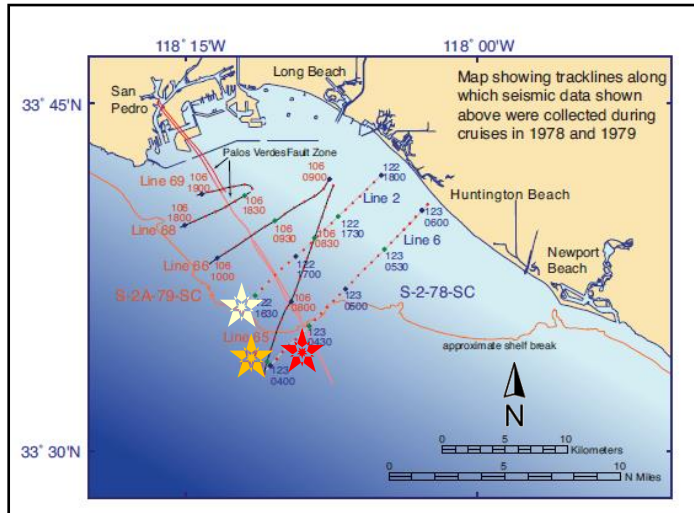 118° 15'W
118° 00'W
Long Beach
San
Pedro
33° 45'N
Map showing tracklines along
which seismic data shown
above were collected during
cruises in 1978 and 1979
Palos Verdes Fault Zone
Line 69
106
1900
106
0900
122
1800
Huntington Beach
Line 2
106
1800
106
1830
123
0600
Line 68
106
0930
106
0830
122
1730
Line 6
Newport
Beach
Line 66
106
1000
122
1700
123
0530
S-2A-79-SC
123
0500
S-2-78-SC
22
1630
106
0800
Line 65
123
0430
approximate shelf break
123
0400
N
33° 30'N
0 5 10
Kilometers
0 5 10
N Miles